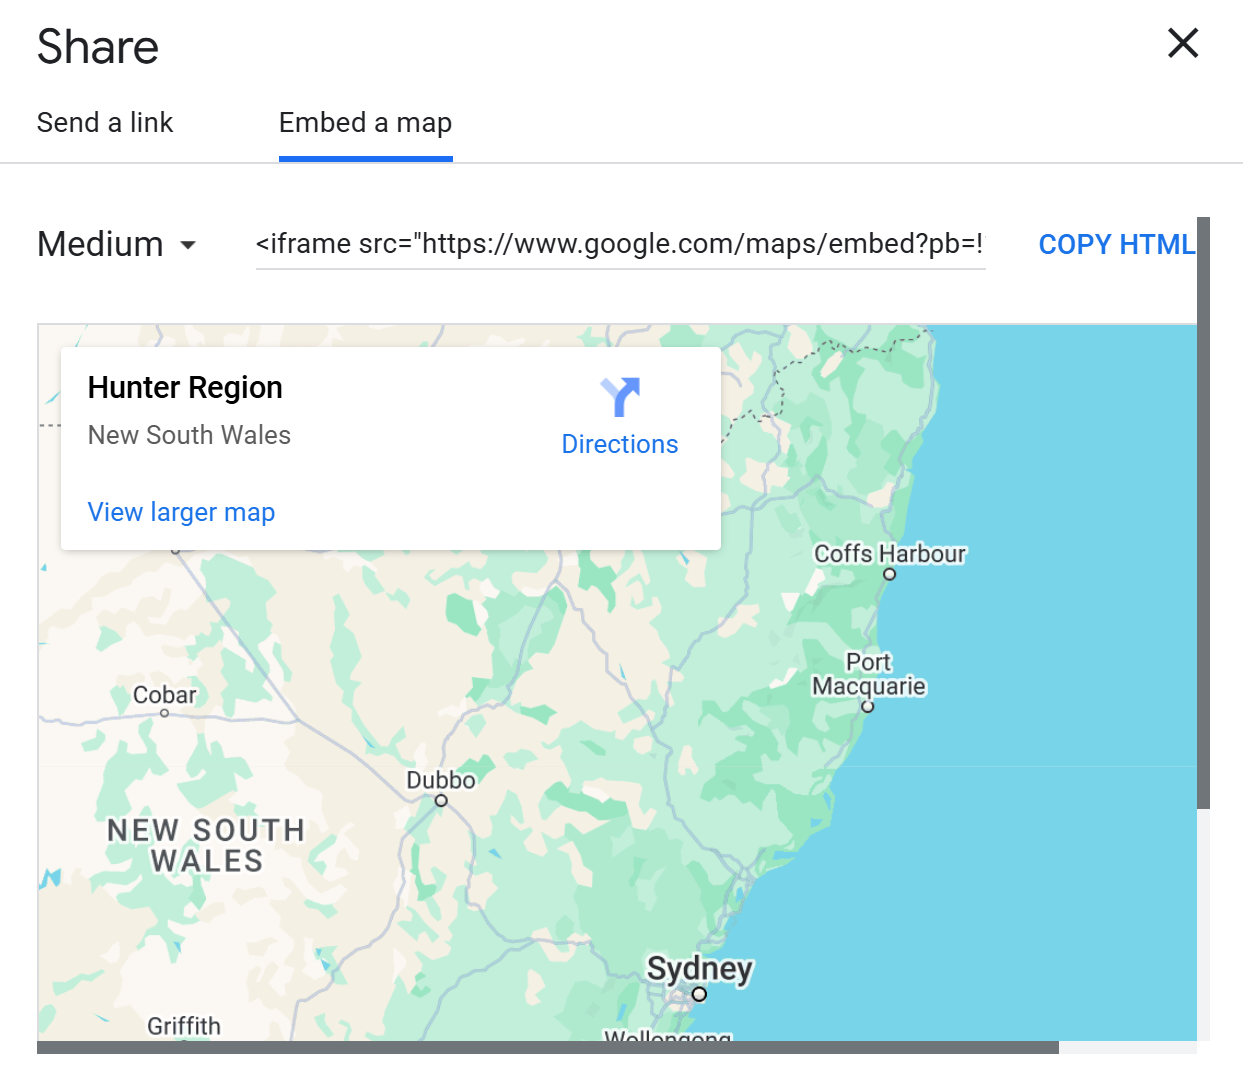 Share
Send a link
Embed a map
Medium
<iframe src="https://www.google.com/maps/embed?pb=!
COPY HTML
Hunter Region
New South Wales
Directions
View larger map
Coffs Harbour
Port
Macquarie
Cobar
Dubbo
NEW SOUTH
WALES
Sydney
Griffith
Wollongong